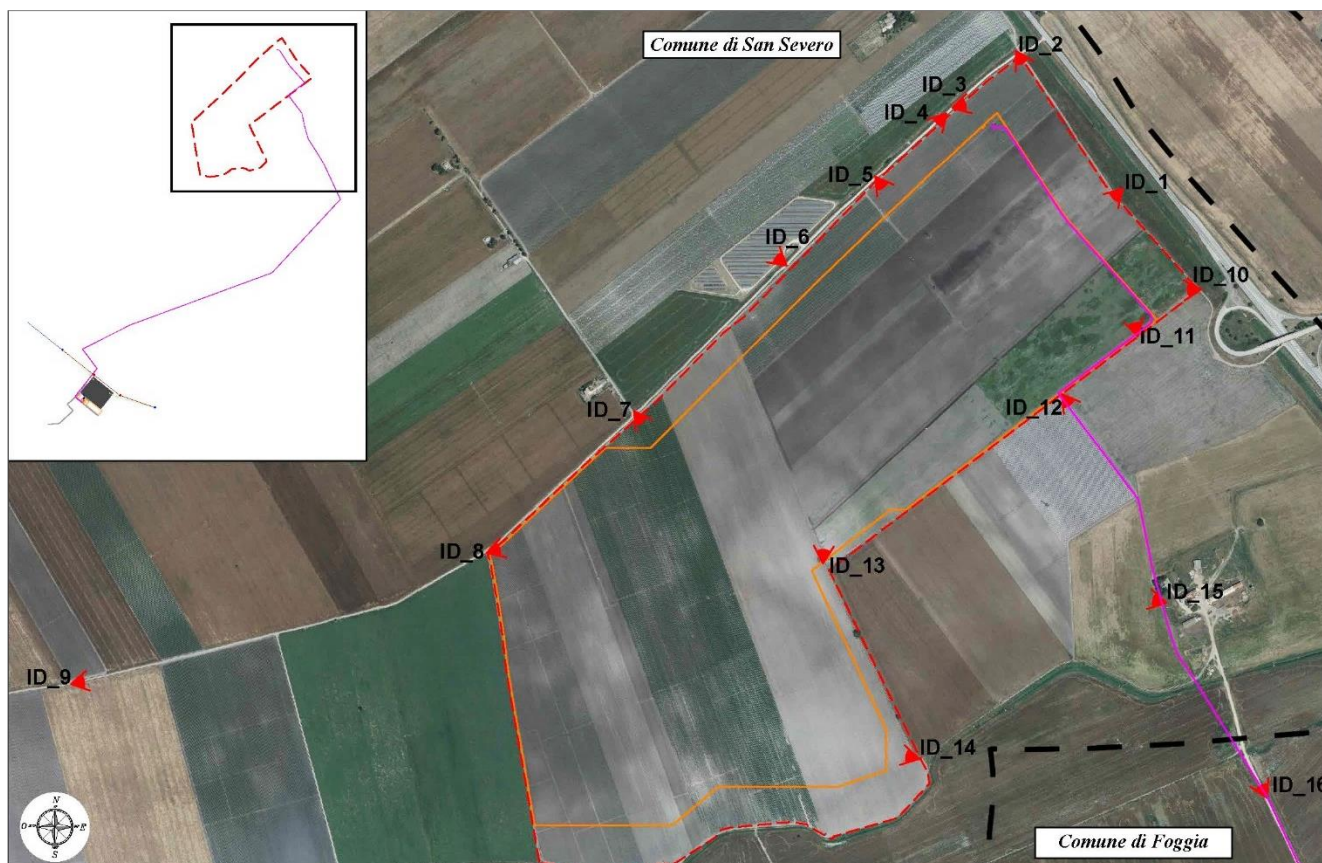 Comune di San Severo
ID_2
ID_3
ID_4
ID_5
ID_1
ID_6
ID_10
ID_11
ID_7
ID_12
ID_8
ID_13
ID_15
ID_9
ID_14
ID_16
N
O
E
S
Comune di Foggia